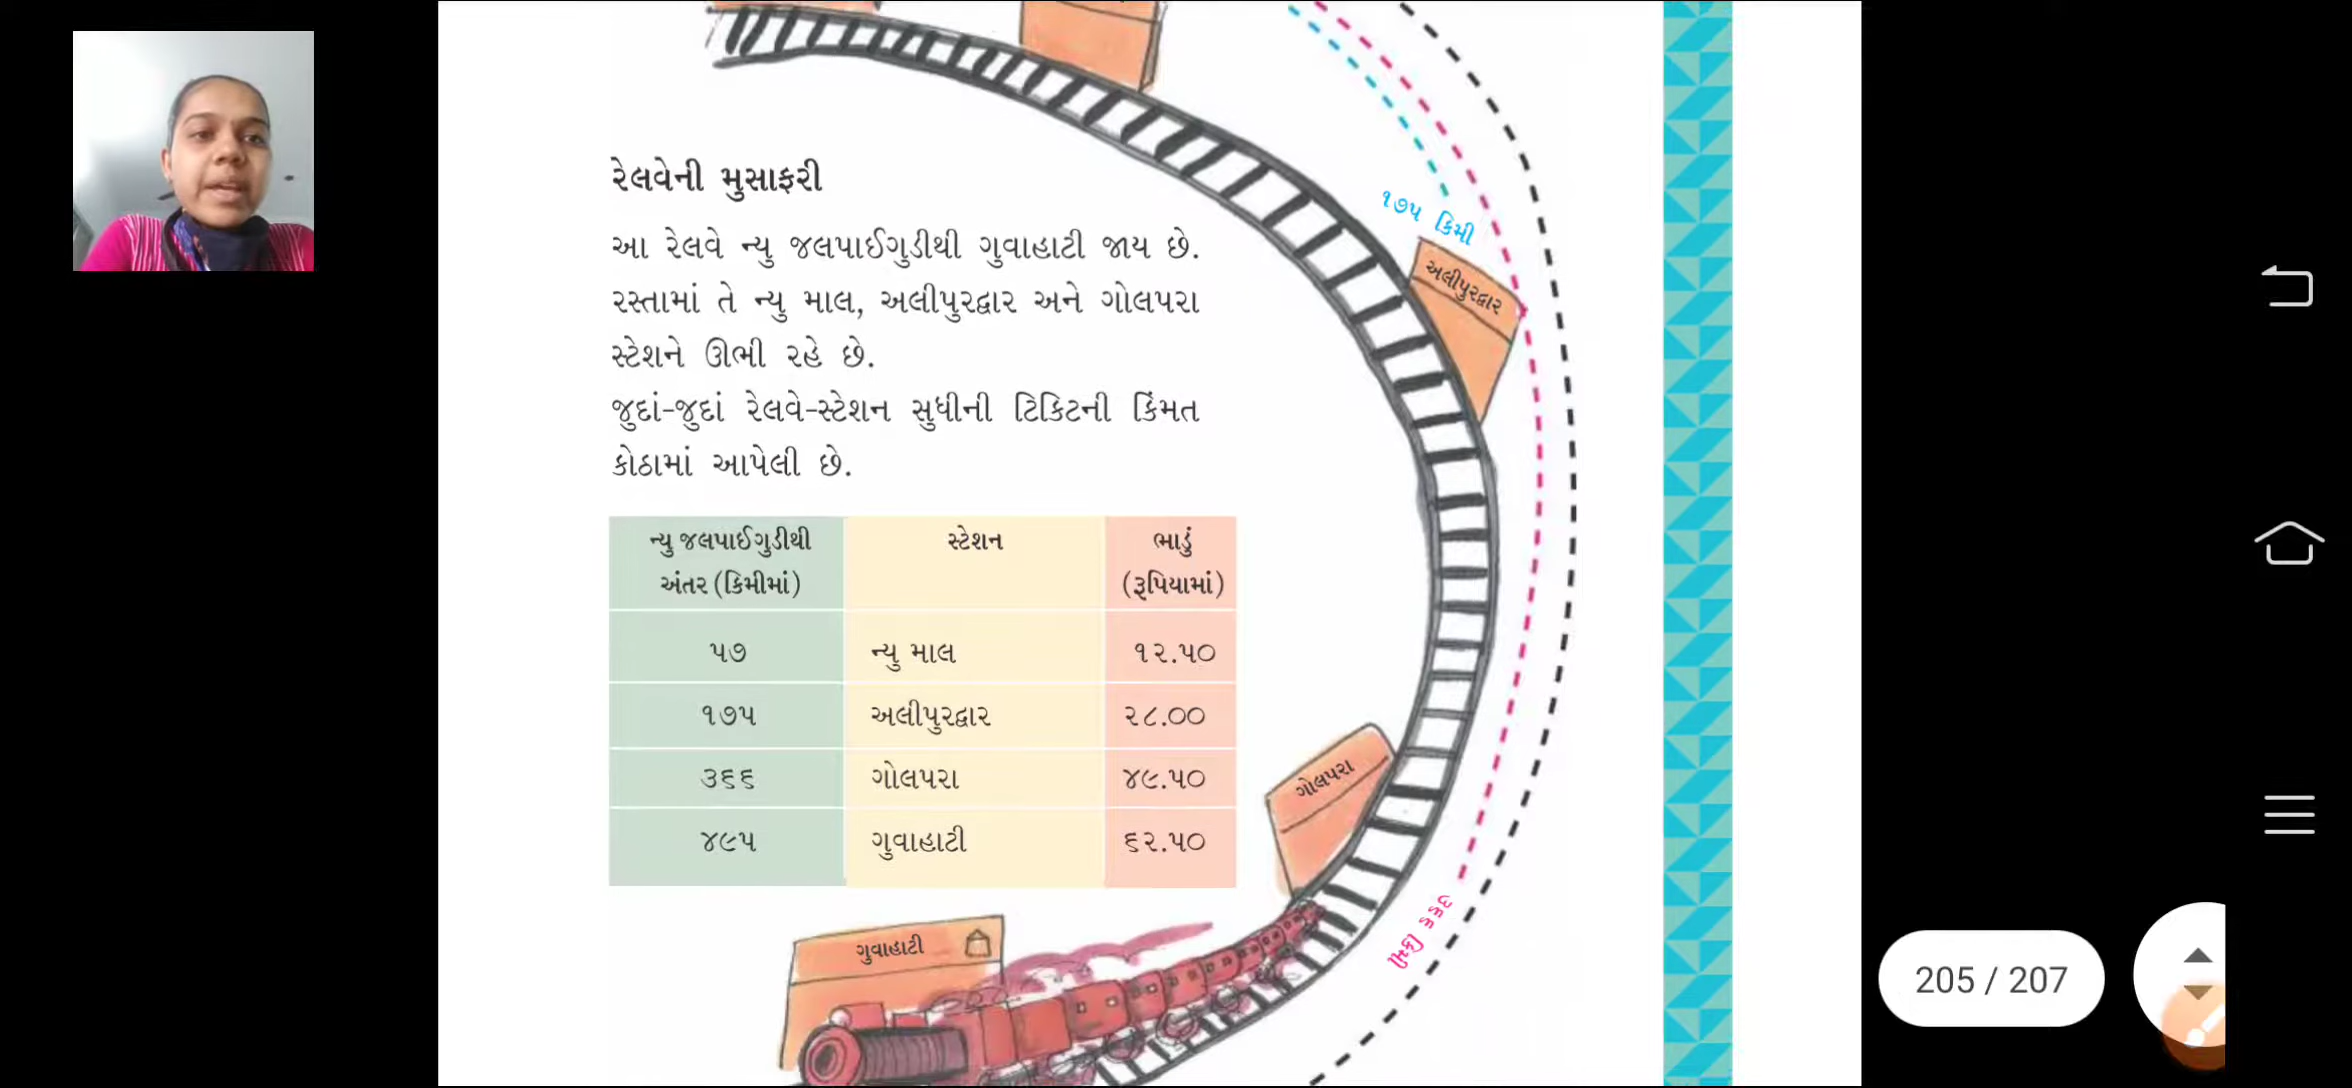 રેલવેની મુસાફરી
આ રેલવે ન્યુ જલપાઈગુડીથી ગુવાહાટી જાય છે.
રસ્તામાં તે ન્યુ માલ, અલીપુરદ્વાર અને ગોલપરા
સ્ટેશને ઊભી રહે છે.
જુદાં-જુદાં રેલવે-સ્ટેશન સુધીની ટિકિટની કિંમત
કોઠામાં આપેલી છે.
૧૭૫ કિમી
અલીપુરદ્વાર
ન્યુ જલપાઈગુડીથી સ્ટેશન ભાડું
અંતર (કિમીમાં) (રૂપિયામાં)
૫૭ ન્યુ માલ ૧૨.૫૦
૧૭૫ અલીપુરદ્વાર ૨૮.૦૦
૩૬૬ ગોલપરા ૪૯.૫૦
૪૯૫ ગુવાહાટી ૬૨.૫૦
ગોલપરા
૩૬૬ કિમી
ગુવાહાટી
205 / 207